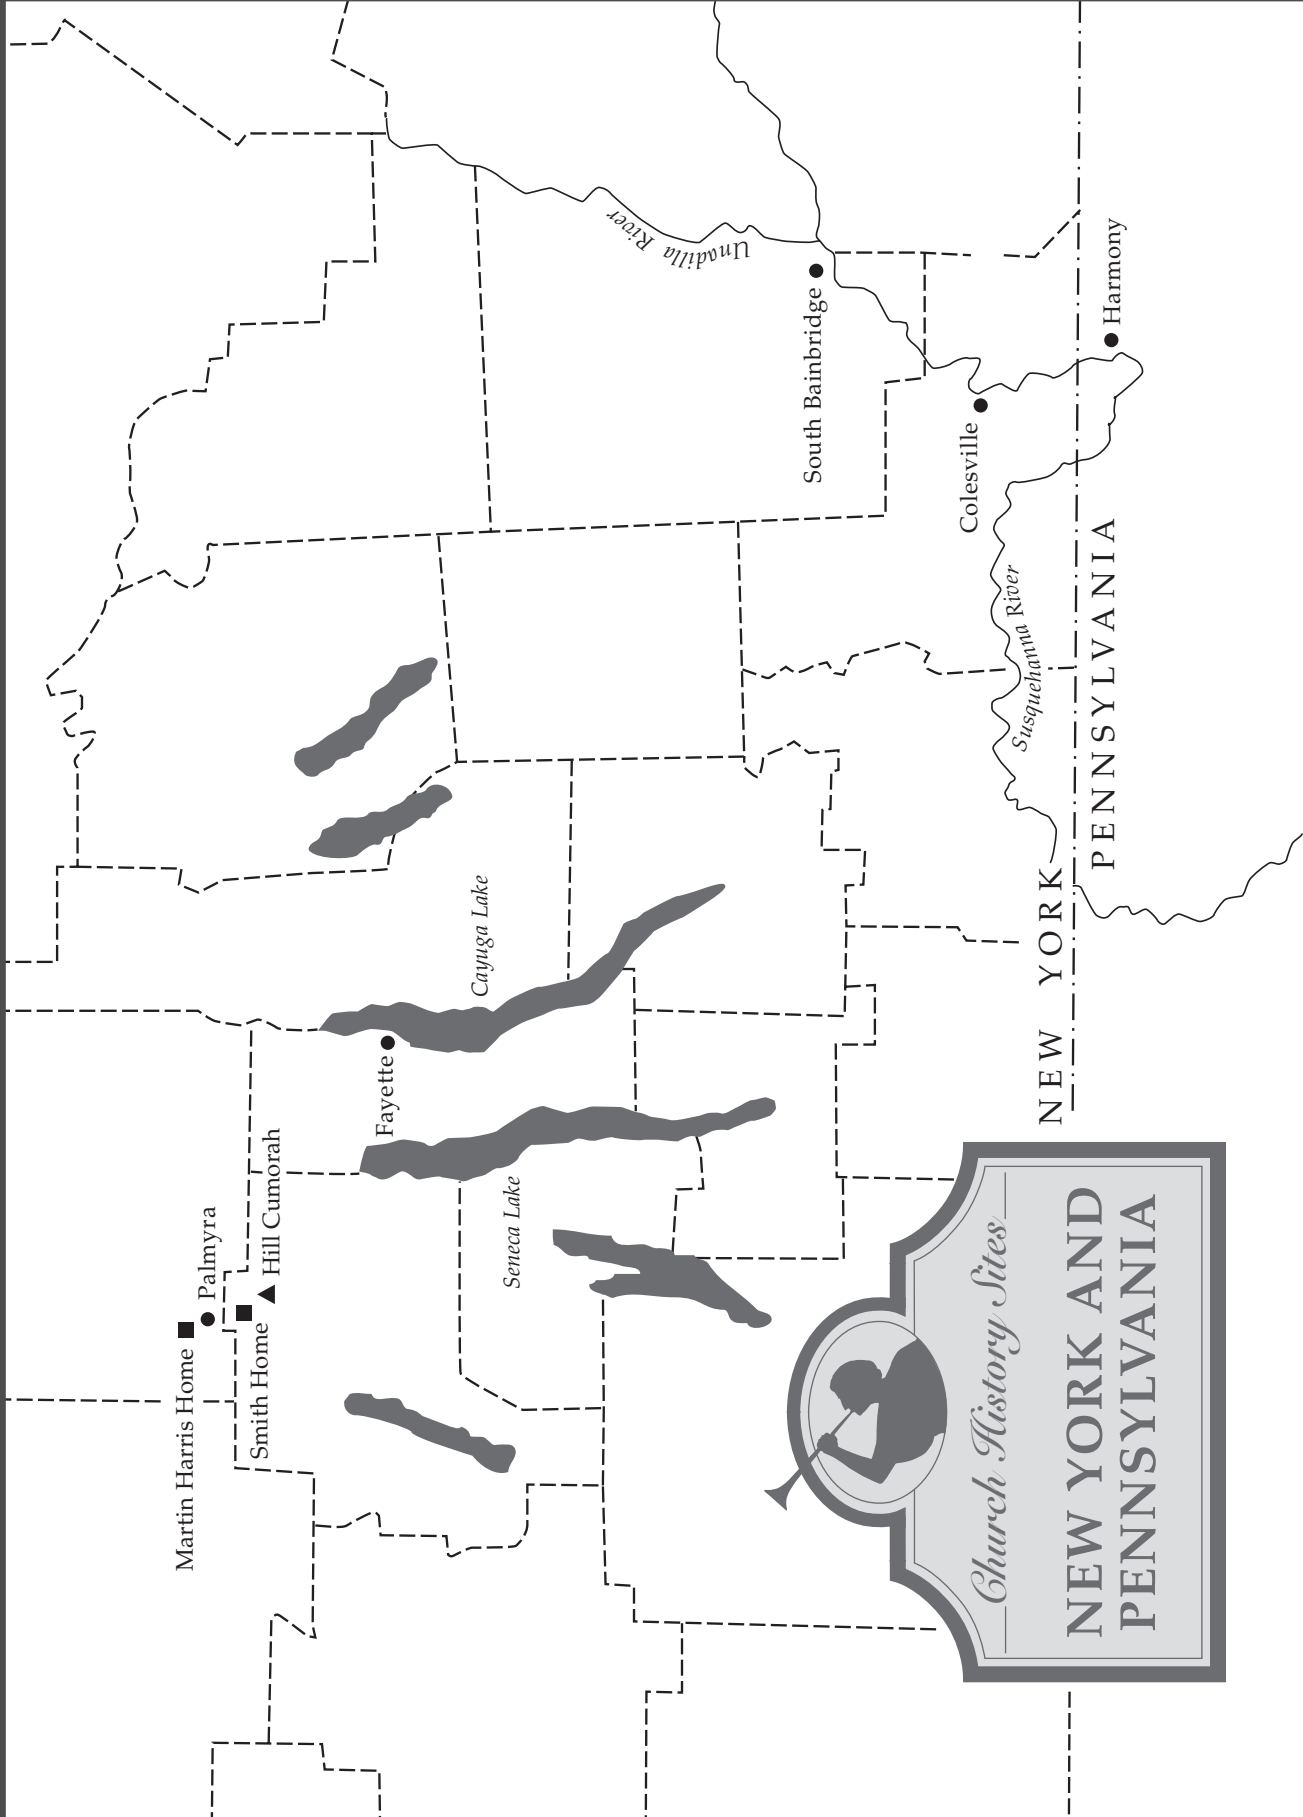 Martin Harris Home
Palmyra
Smith Home
Hill Cumorah
Fayette
Cayuga Lake
Seneca Lake
Unadilla River
South Bainbridge
Colesville
Susquehanna River
Harmony
NEW YORK
PENNSYLVANIA
Church History Sites
NEW YORK AND
PENNSYLVANIA